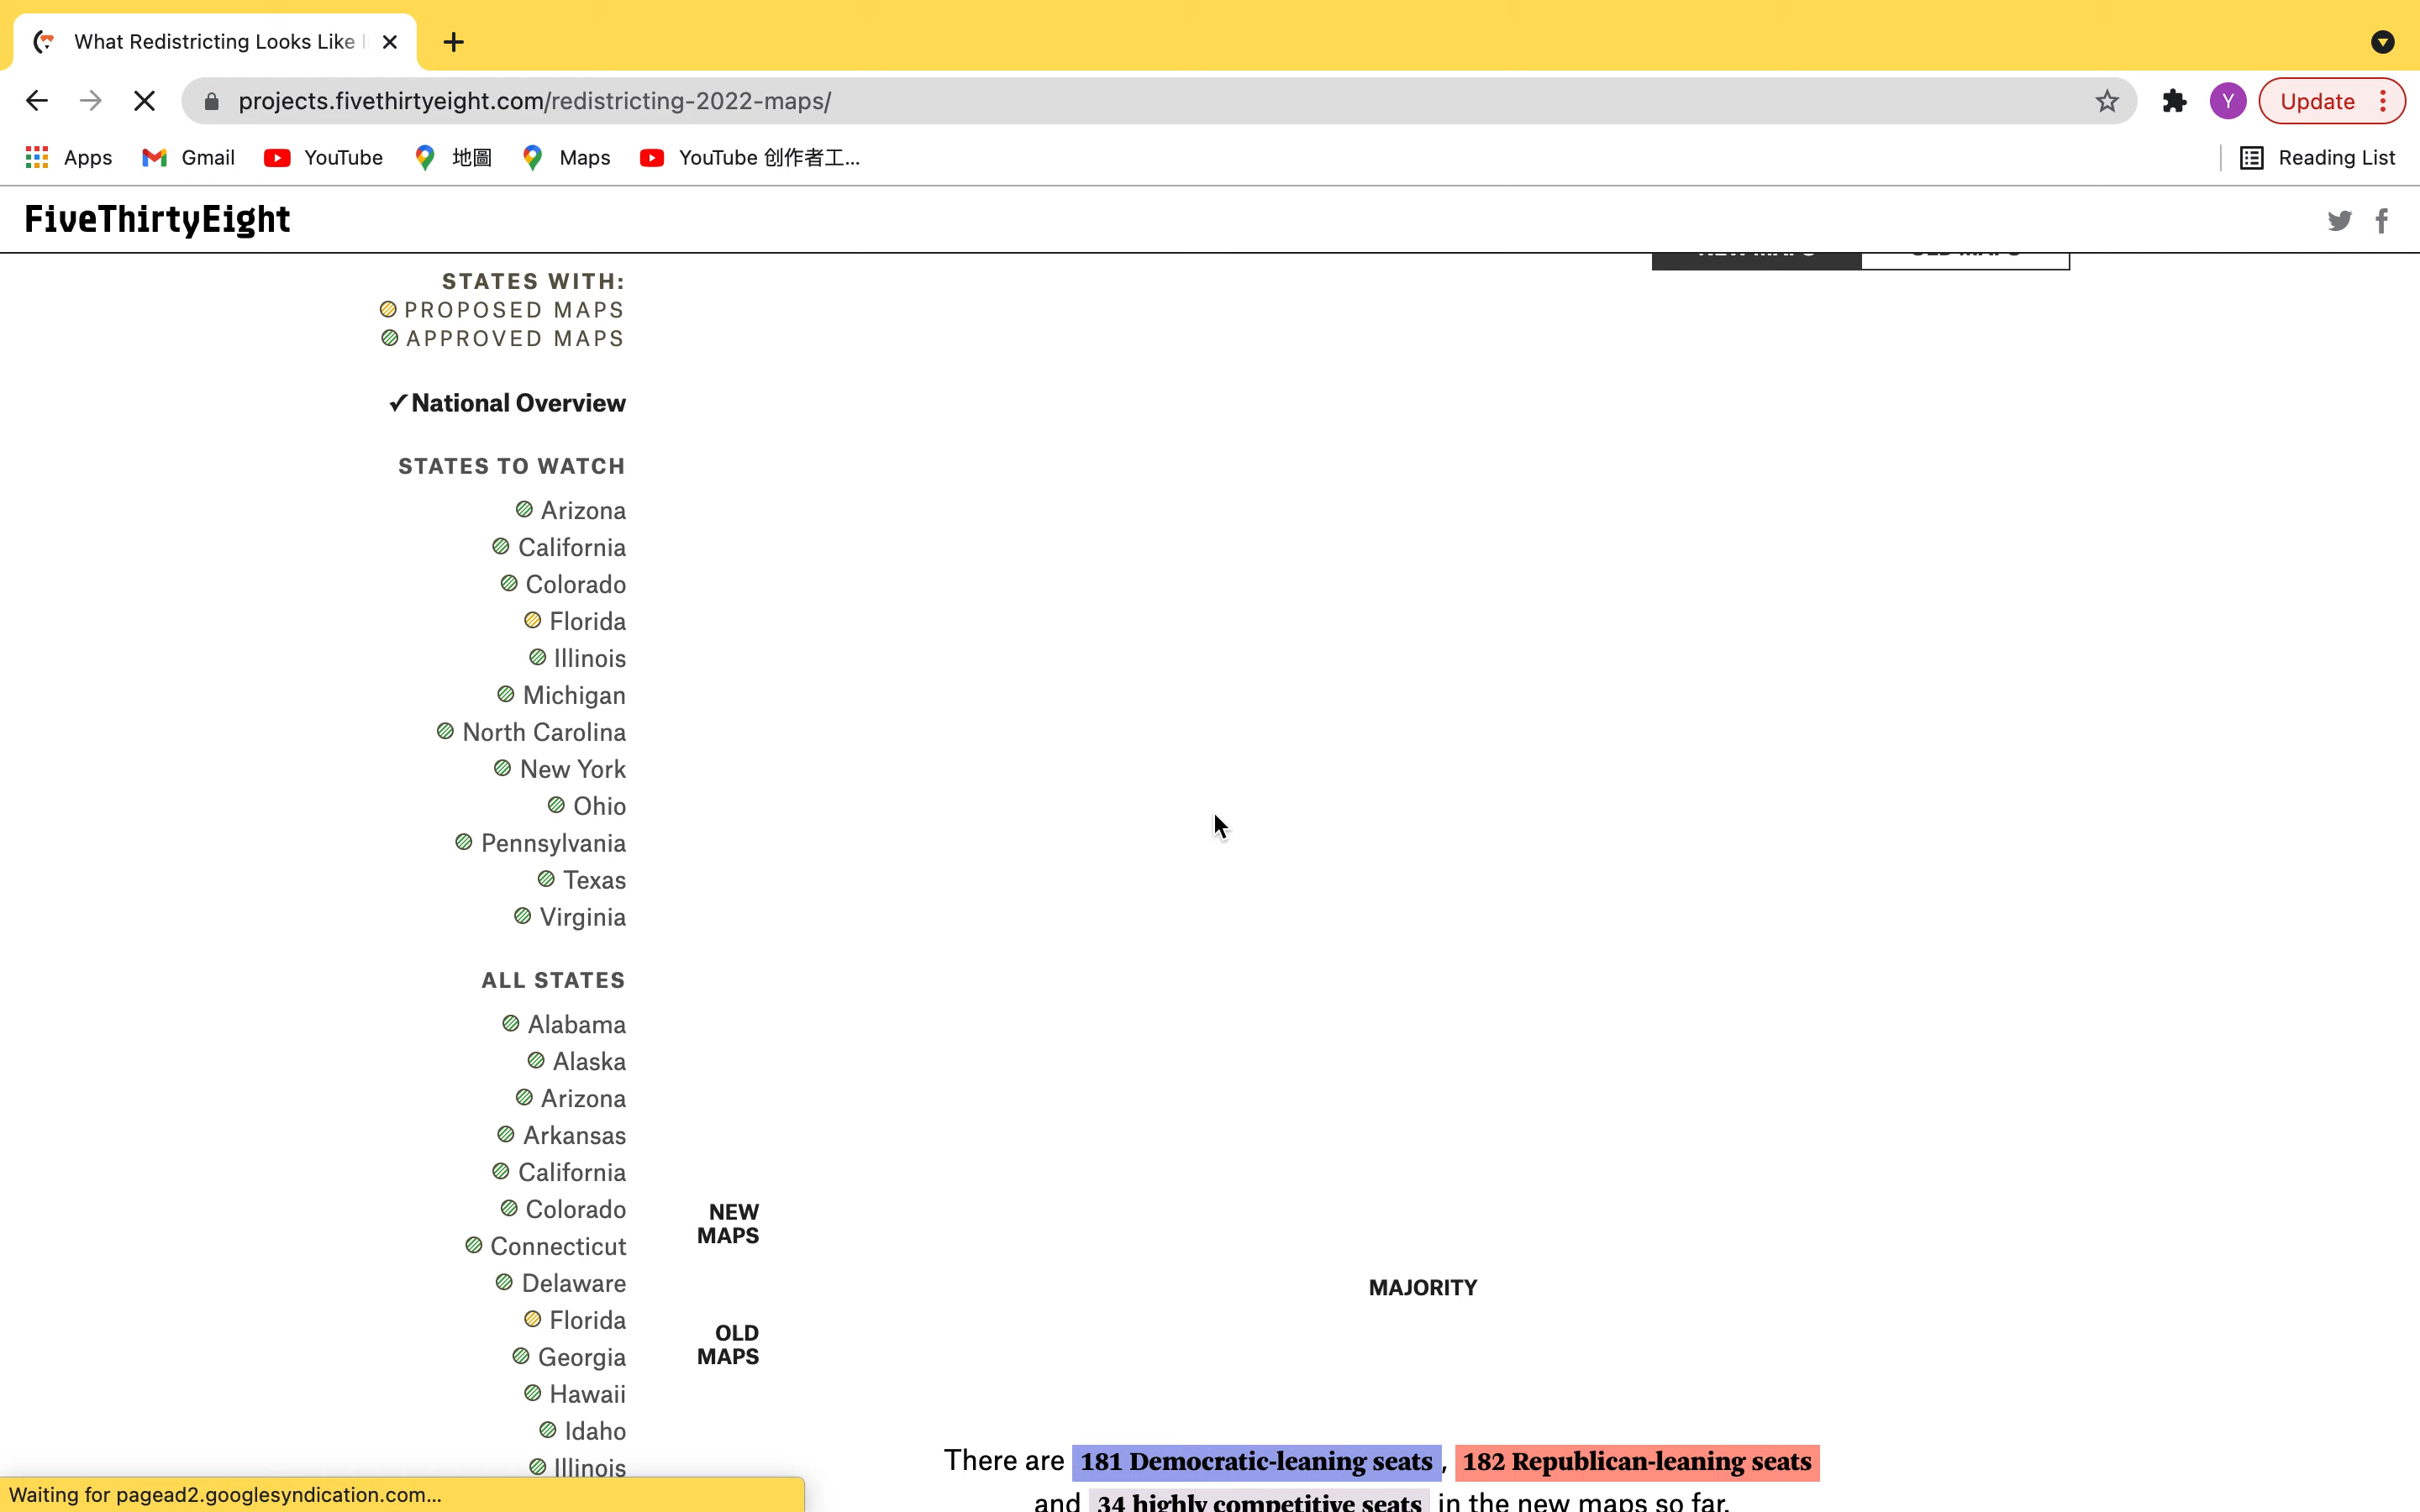 What Redistricting Looks Like
projects.fivethirtyeight.com/redistricting-2022-maps/
Y
Update
Apps
Gmail
YouTube
地圖
Maps
YouTube 创作者工...
Reading List
FiveThirtyEight
NEW MAPS
OLD MAPS
STATES WITH:
PROPOSED MAPS
APPROVED MAPS
✓National Overview
STATES TO WATCH
Arizona
California
Colorado
Florida
Illinois
Michigan
North Carolina
New York
Ohio
Pennsylvania
Texas
Virginia
ALL STATES
Alabama
Alaska
Arizona
Arkansas
California
Colorado
Connecticut
Delaware
Florida
Georgia
Hawaii
Idaho
Illinois
NEW
MAPS
MAJORITY
OLD
MAPS
There are 181 Democratic-leaning seats, 182 Republican-leaning seats
and 34 highly competitive seats in the new maps so far.
Waiting for pagead2.googlesyndication.com...